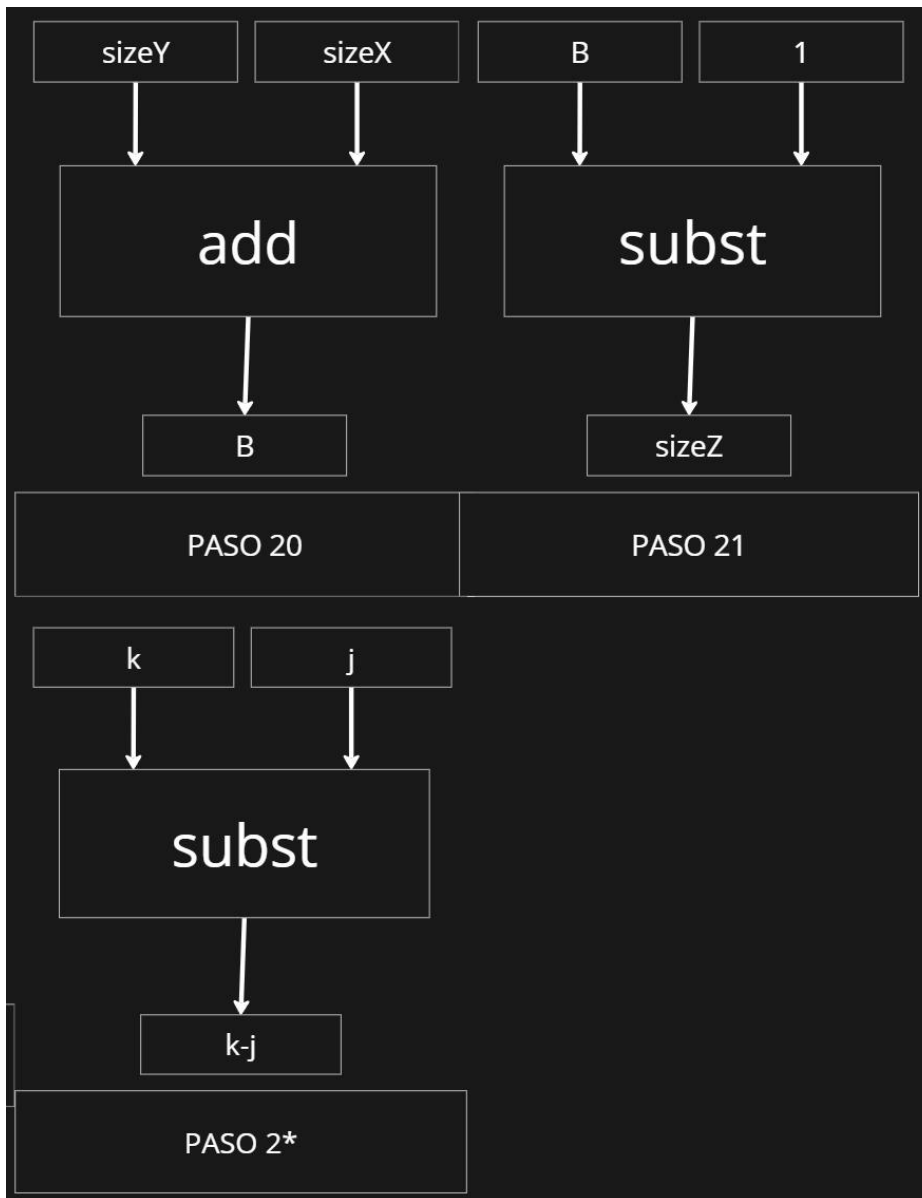 sizeY
sizeX
B
1
add
subst
B
sizeZ
PASO 20
PASO 21
k
j
subst
k-j
PASO 2*